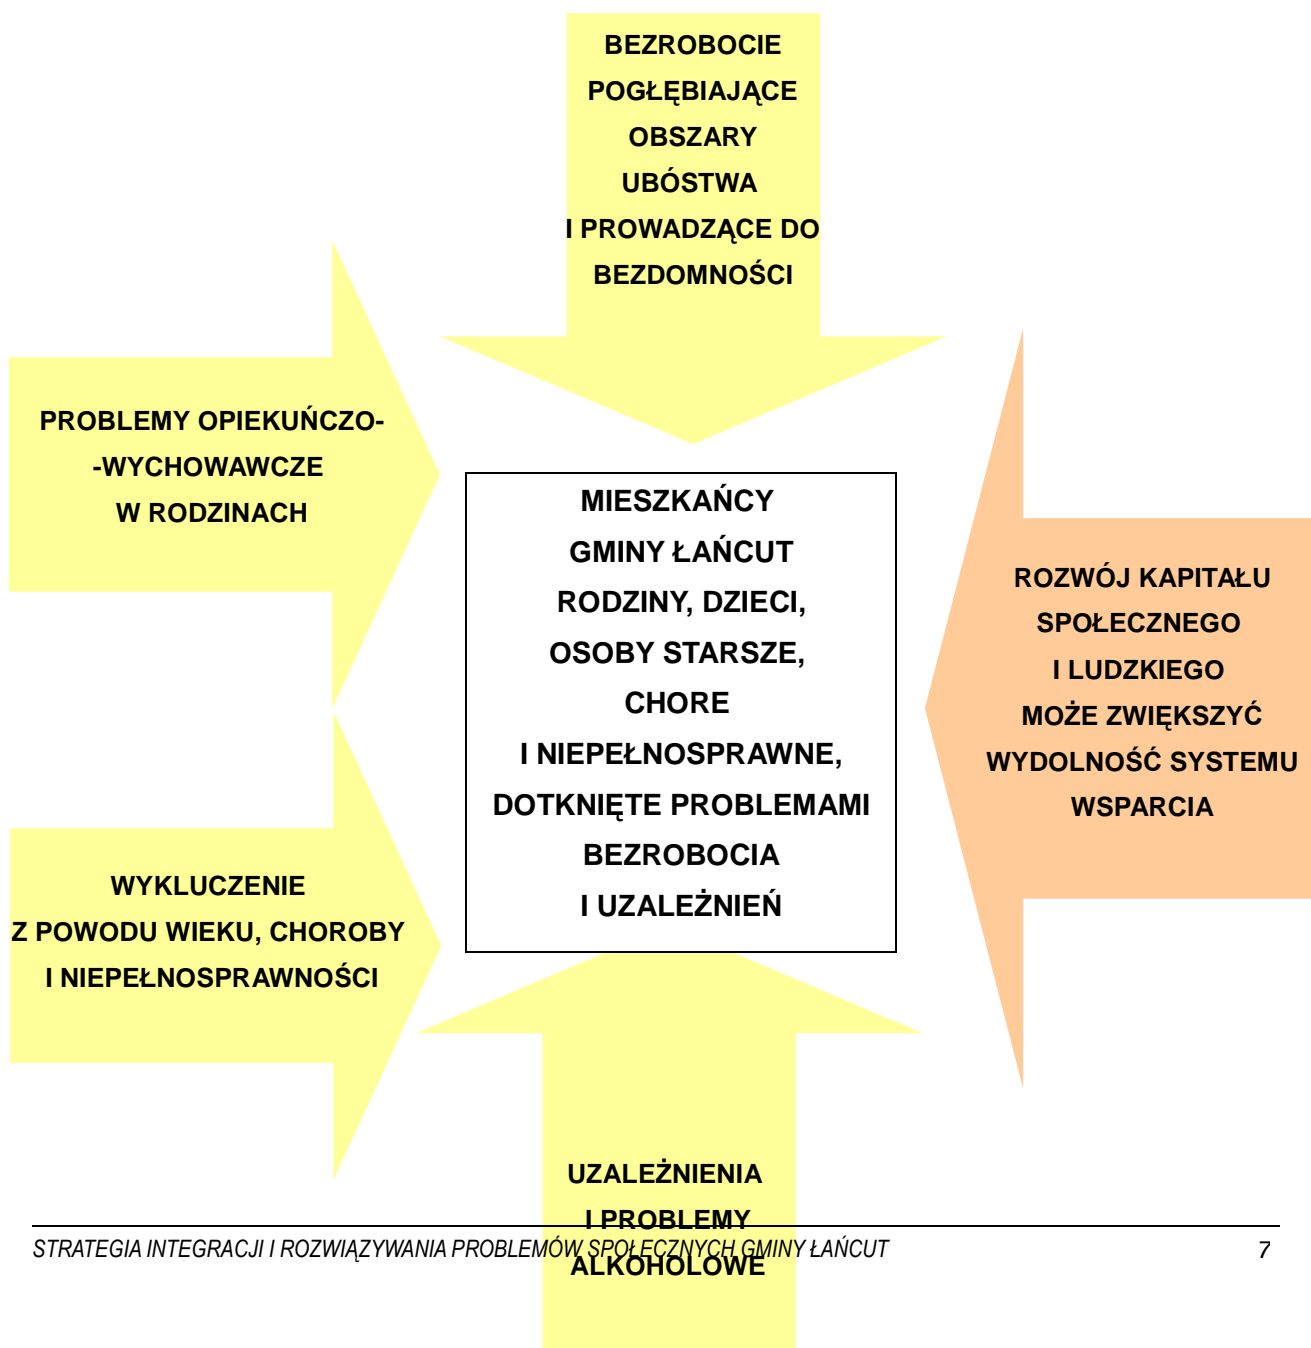 BEZROBOCIE
POGŁĘBIAJĄCE
OBSZARY
UBÓSTWA
I PROWADZĄCE DO
BEZDOMNOŚCI
PROBLEMY OPIEKUŃCZO-
-WYCHOWAWCZE
W RODZINACH
MIESZKAŃCY
GMINY ŁAŃCUT
RODZINY, DZIECI,
OSOBY STARSZE,
CHORE
I NIEPEŁNOSPRAWNE,
DOTKNIĘTE PROBLEMAMI
BEZROBOCIA
I UZALEŻNIEŃ
ROZWÓJ KAPITAŁU
SPOŁECZNEGO
I LUDZKIEGO
MOŻE ZWIĘKSZYĆ
WYDOLNOŚĆ SYSTEMU
WSPARCIA
WYKLUCZENIE
Z POWODU WIEKU, CHOROBY
I NIEPEŁNOSPRAWNOŚCI
UZALEŻNIENIA
I PROBLEMY
ALKOHOLOWE
STRATEGIA INTEGRACJI I ROZWIĄZYWANIA PROBLEMÓW SPOŁECZNYCH GMINY ŁAŃCUT 7